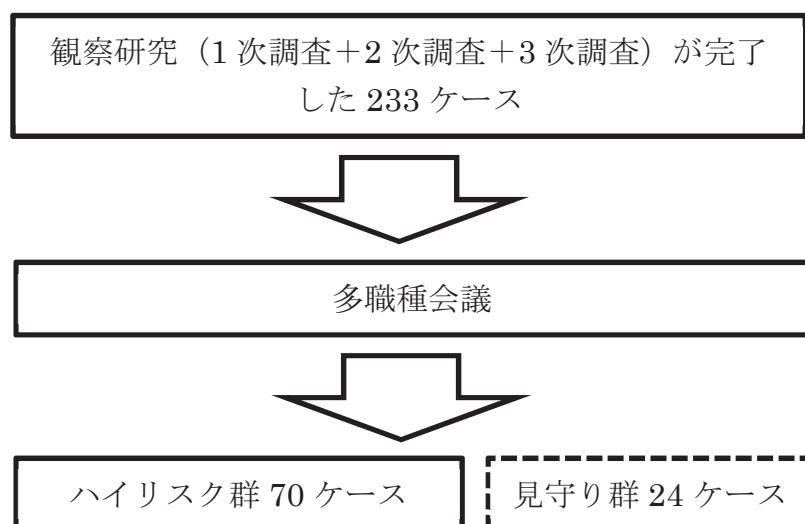 観察研究（1 次調査＋2 次調査＋3 次調査）が完了
した 233 ケース
多職種会議
ハイリスク群 70 ケース
見守り群 24 ケース